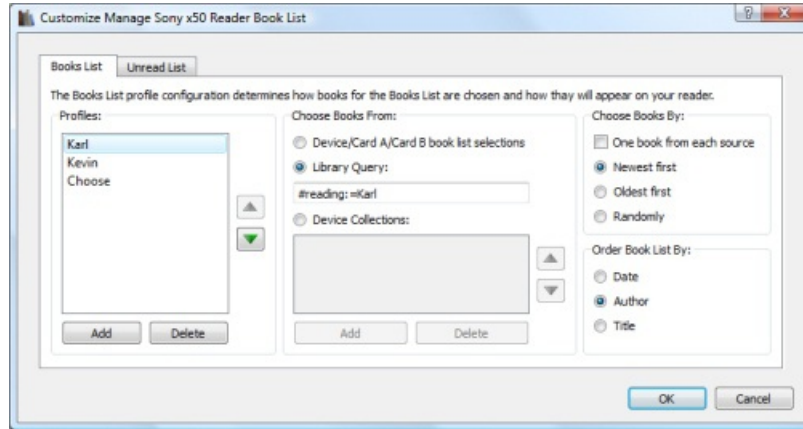 Customize Manage Sony x50 Reader Book List
Books List
Unread List
The Books List profile configuration determines how books for the Books List are chosen and how thay will appear on your reader.
Profiles:
Karl
Kevin
Choose
Add
Delete
Choose Books From:
Device/Card A/Card B book list selections
Library Query:
#reading:=Karl
Device Collections:
Add
Delete
Choose Books By:
One book from each source
Newest first
Oldest first
Randomly
Order Book List By:
Date
Author
Title
OK
Cancel